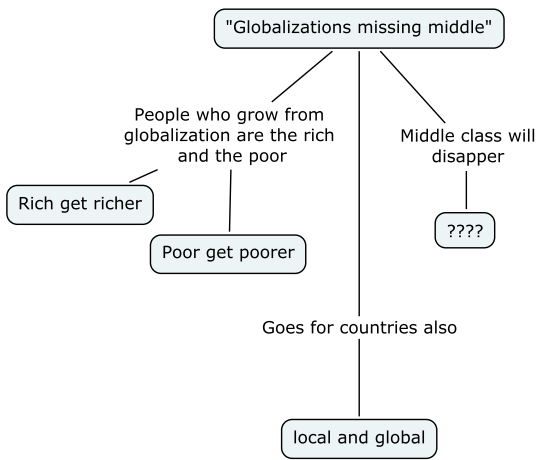 "Globalizations missing middle"
People who grow from
globalization are the rich
and the poor
Middle class will
disapper
Rich get richer
????
Poor get poorer
Goes for countries also
local and global